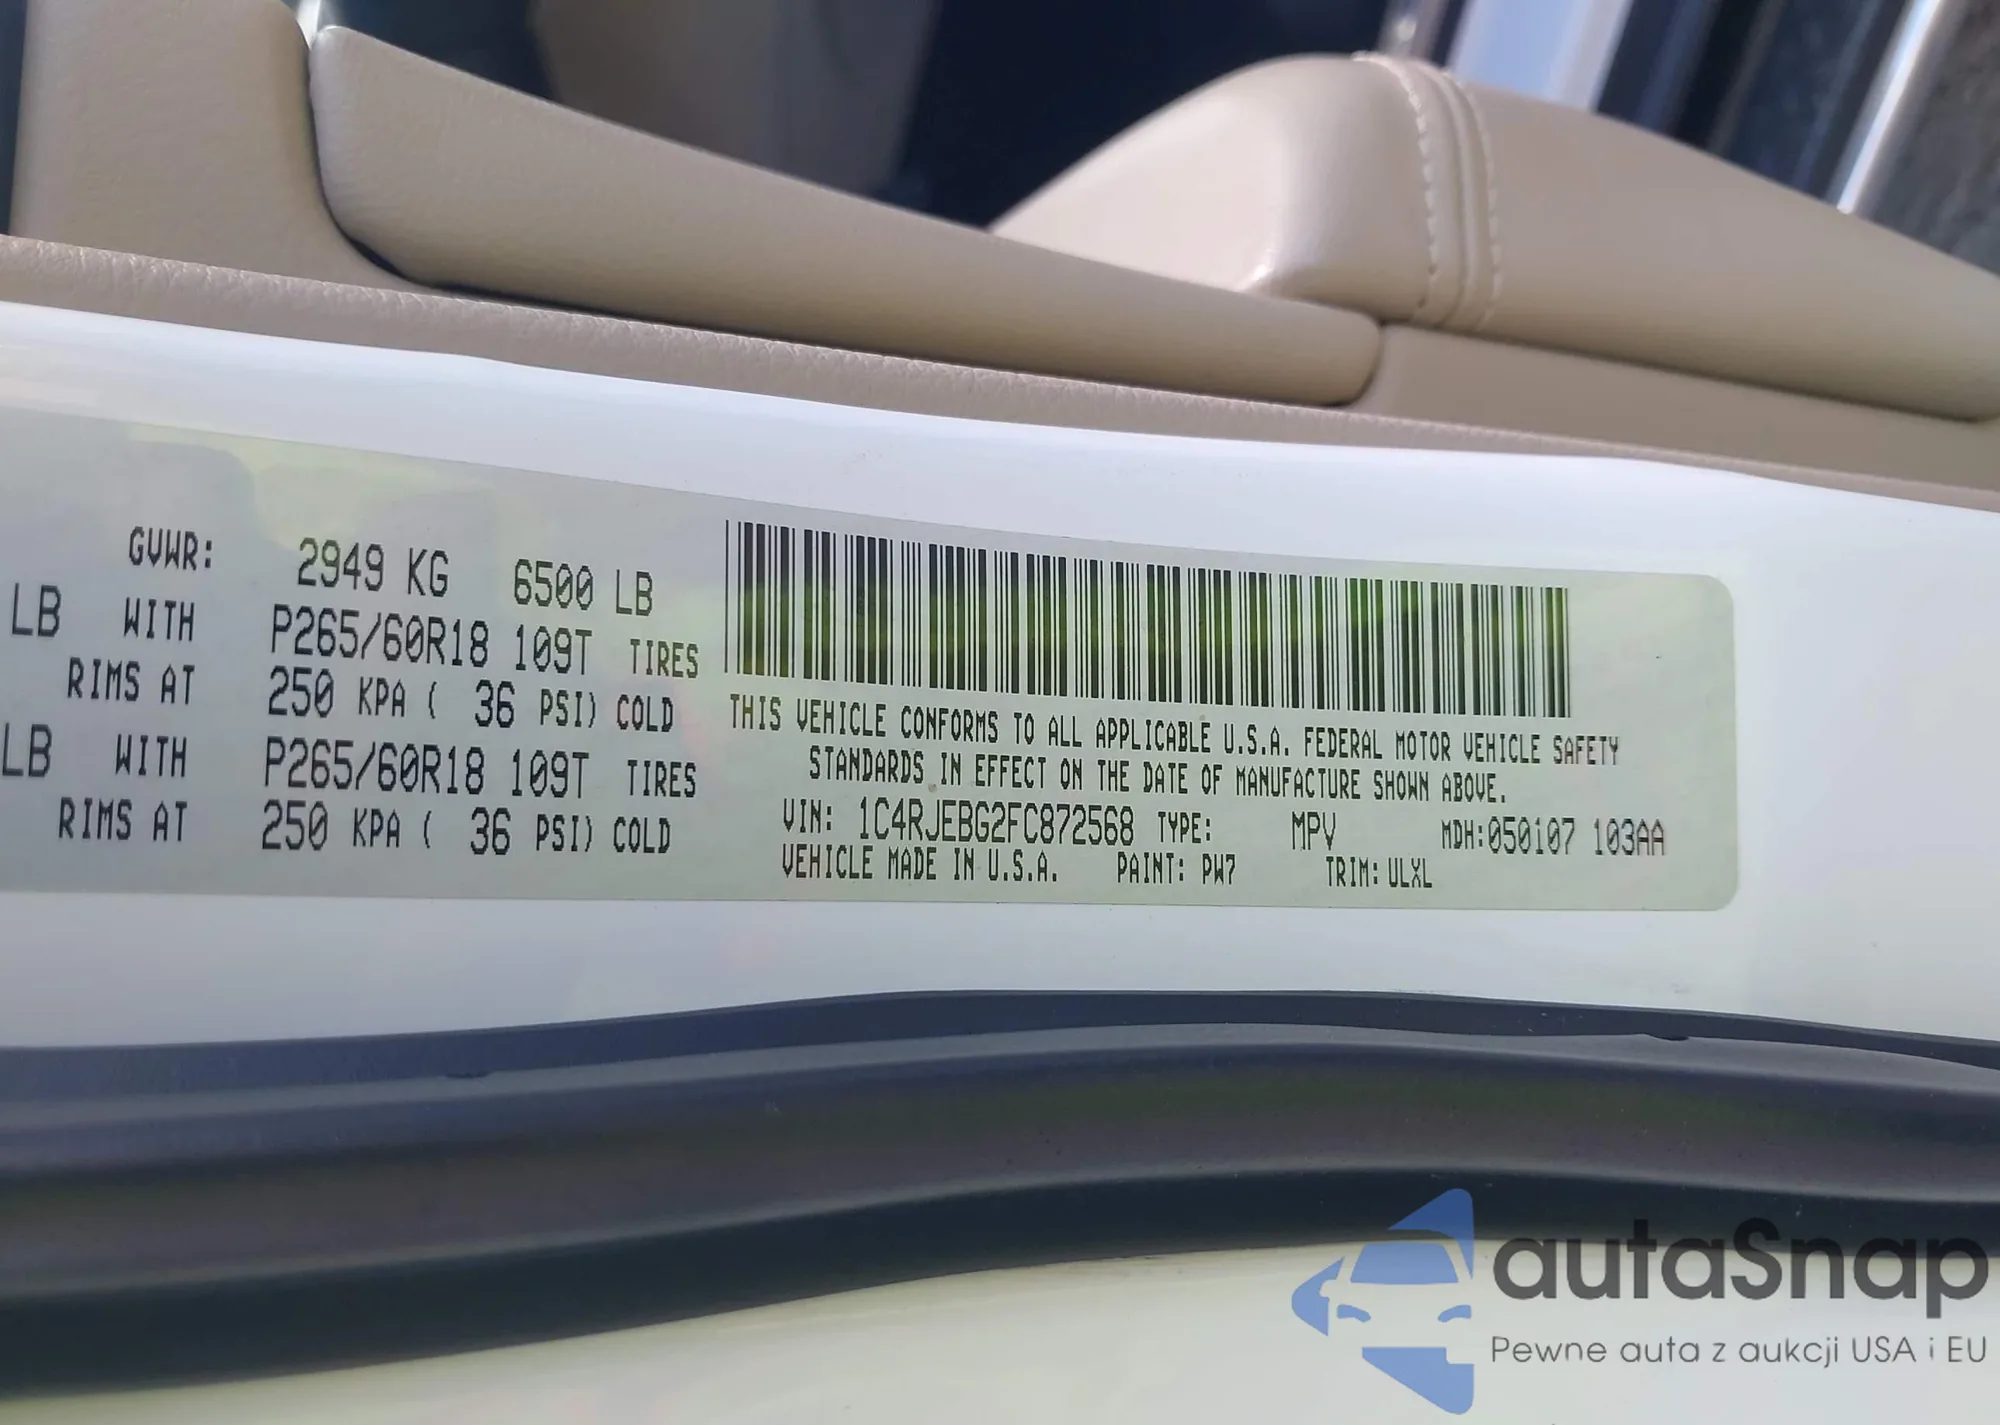 GVWR: 2949 KG 6500 LB
LB WITH P265/60R18 109T TIRES
RIMS AT 250 KPA ( 36 PSI) COLD
LB WITH P265/60R18 109T TIRES
RIMS AT 250 KPA ( 36 PSI) COLD
THIS VEHICLE CONFORMS TO ALL APPLICABLE U.S.A. FEDERAL MOTOR VEHICLE SAFETY
STANDARDS IN EFFECT ON THE DATE OF MANUFACTURE SHOWN ABOVE.
VIN: 1C4RJEBG2FC872568 TYPE: MPV MDH:050107 103AA
VEHICLE MADE IN U.S.A. PAINT: PW7 TRIM: ULXL
autaSnap
Pewne auta z aukcji USA i EU